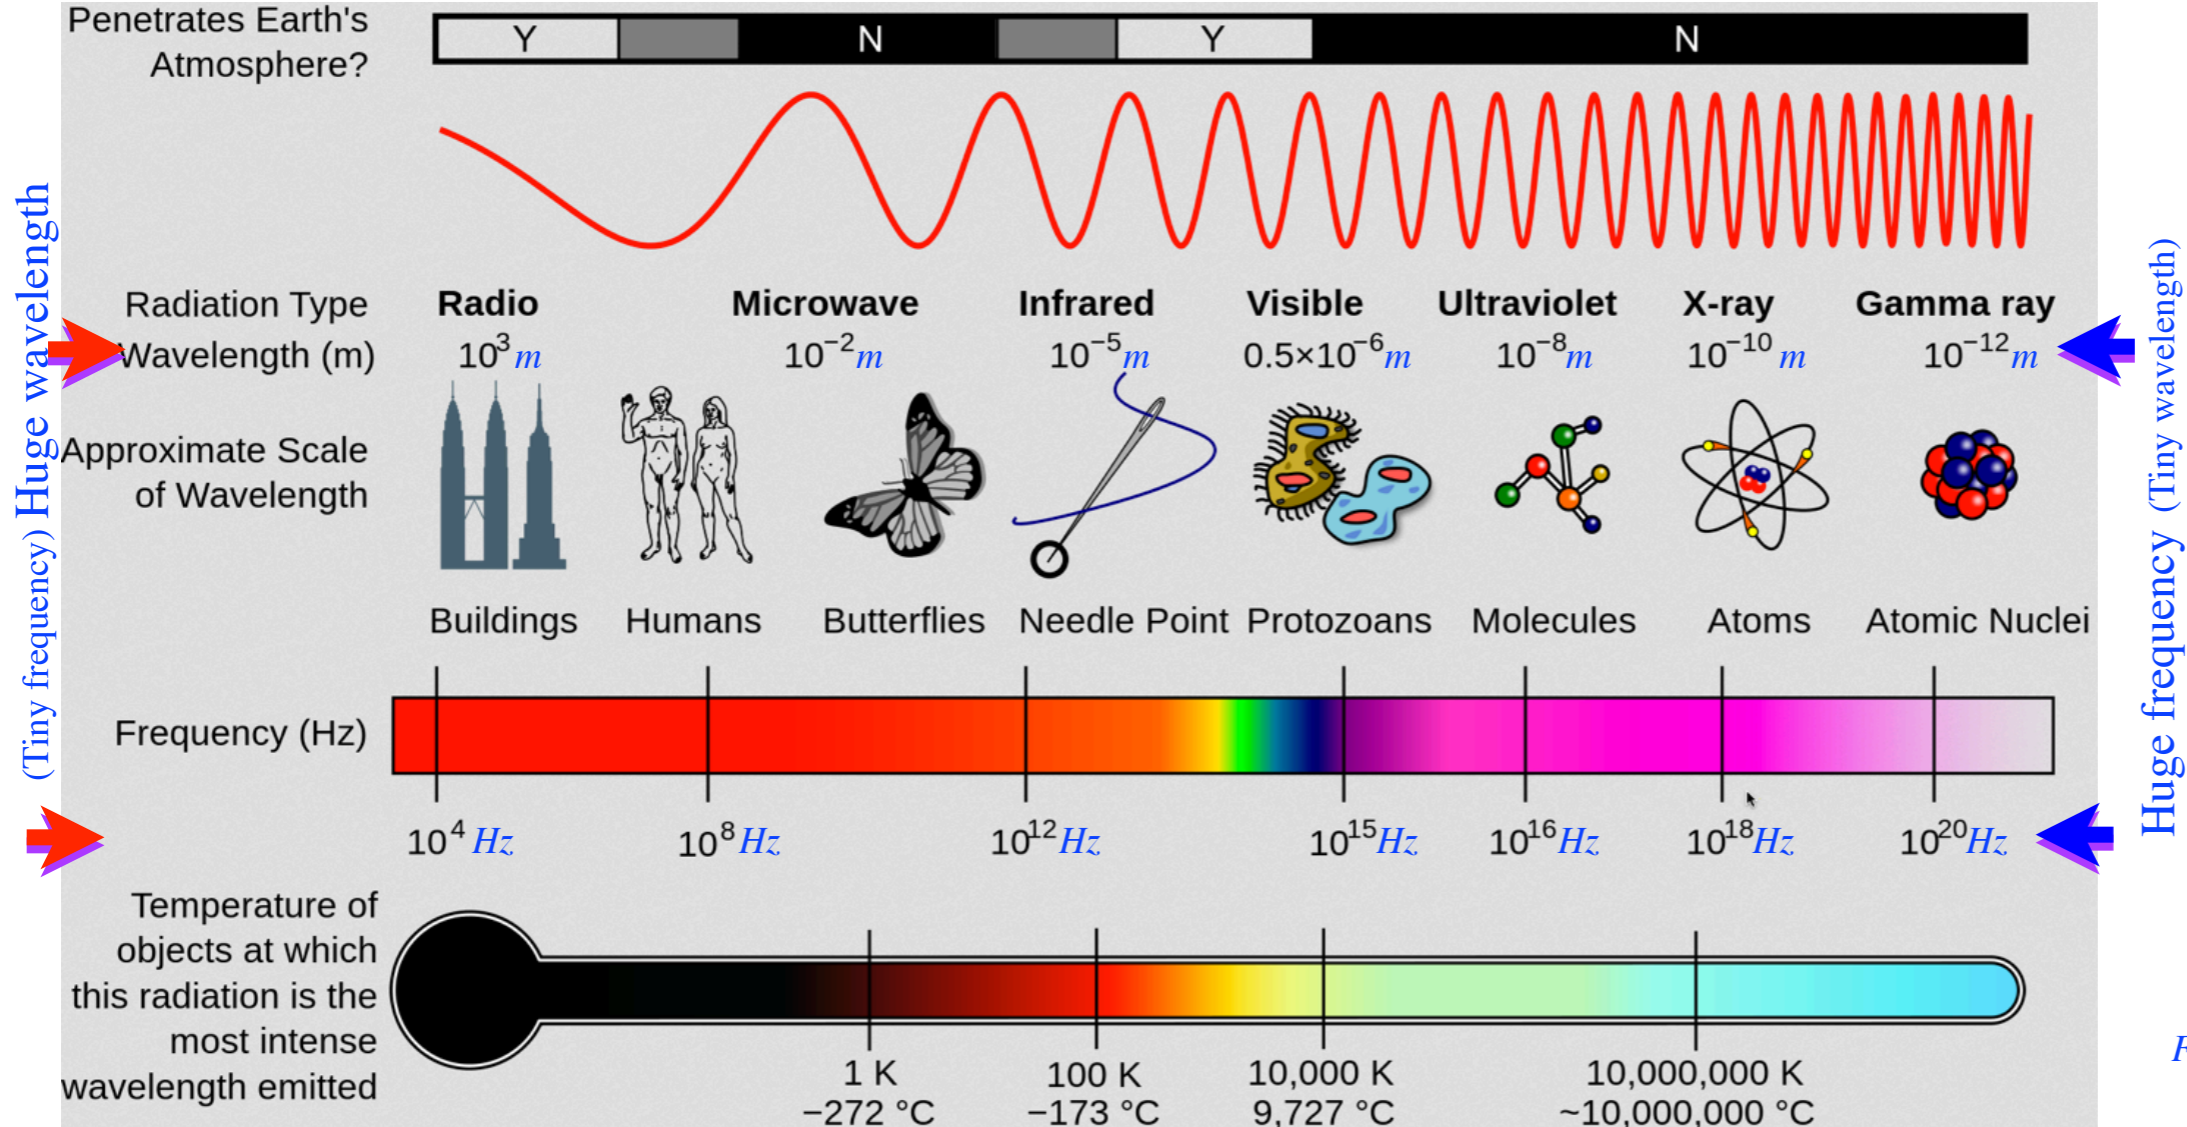 Penetrates Earth's
Atmosphere?
Y N Y N
(Tiny frequency) Huge wavelength
Radiation Type
Radio Microwave Infrared Visible Ultraviolet X-ray Gamma ray
Wavelength (m)
10³ m 10⁻² m 10⁻⁵ m 0.5×10⁻⁶ m 10⁻⁸ m 10⁻¹⁰ m 10⁻¹² m
Approximate Scale
of Wavelength
Buildings Humans Butterflies Needle Point Protozoans Molecules Atoms Atomic Nuclei
Frequency (Hz)
10⁴ Hz 10⁸ Hz 10¹² Hz 10¹⁵ Hz 10¹⁶ Hz 10¹⁸ Hz 10²⁰ Hz
Huge frequency (Tiny wavelength)
Temperature of
objects at which
this radiation is the
most intense
wavelength emitted
1 K 100 K 10,000 K 10,000,000 K
−272 °C −173 °C 9,727 °C ~10,000,000 °C